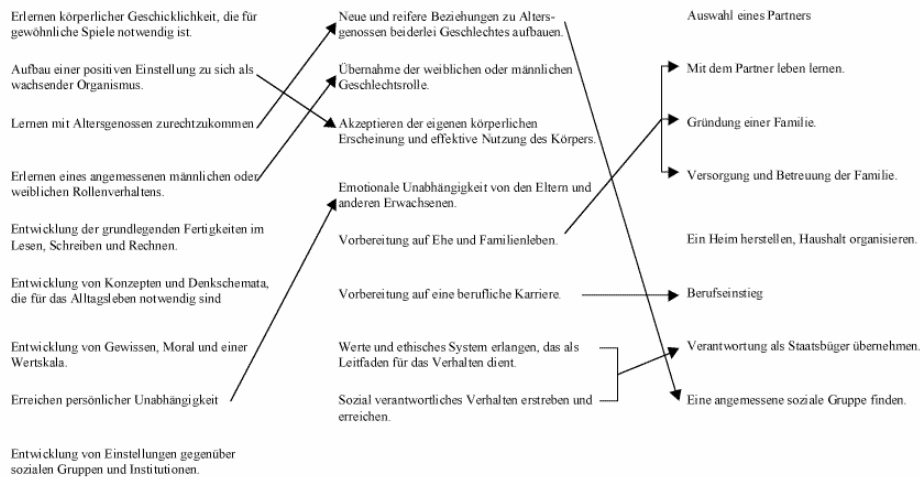 Erlernen körperlicher Geschicklichkeit, die für
gewöhnliche Spiele notwendig ist.
Aufbau einer positiven Einstellung zu sich als
wachsender Organismus.
Lernen mit Altersgenossen zurechtzukommen
Erlernen eines angemessenen männlichen oder
weiblichen Rollenverhaltens.
Entwicklung der grundlegenden Fertigkeiten im
Lesen, Schreiben und Rechnen.
Entwicklung von Konzepten und Denkschemata,
die für das Alltagsleben notwendig sind
Entwicklung von Gewissen, Moral und einer
Wertskala.
Erreichen persönlicher Unabhängigkeit
Entwicklung von Einstellungen gegenüber
sozialen Gruppen und Institutionen.
Neue und reifere Beziehungen zu Alters-
genossen beiderlei Geschlechtes aufbauen.
Übernahme der weiblichen oder männlichen
Geschlechtsrolle.
Akzeptieren der eigenen körperlichen
Erscheinung und effektive Nutzung des Körpers.
Emotionale Unabhängigkeit von den Eltern und
anderen Erwachsenen.
Vorbereitung auf Ehe und Familienleben.
Vorbereitung auf eine berufliche Karriere.
Werte und ethisches System erlangen, das als
Leitfaden für das Verhalten dient.
Sozial verantwortliches Verhalten erstreben und
erreichen.
Auswahl eines Partners
Mit dem Partner leben lernen.
Gründung einer Familie.
Versorgung und Betreuung der Familie.
Ein Heim herstellen, Haushalt organisieren.
Berufseinstieg
Verantwortung als Staatsbüger übernehmen.
Eine angemessene soziale Gruppe finden.